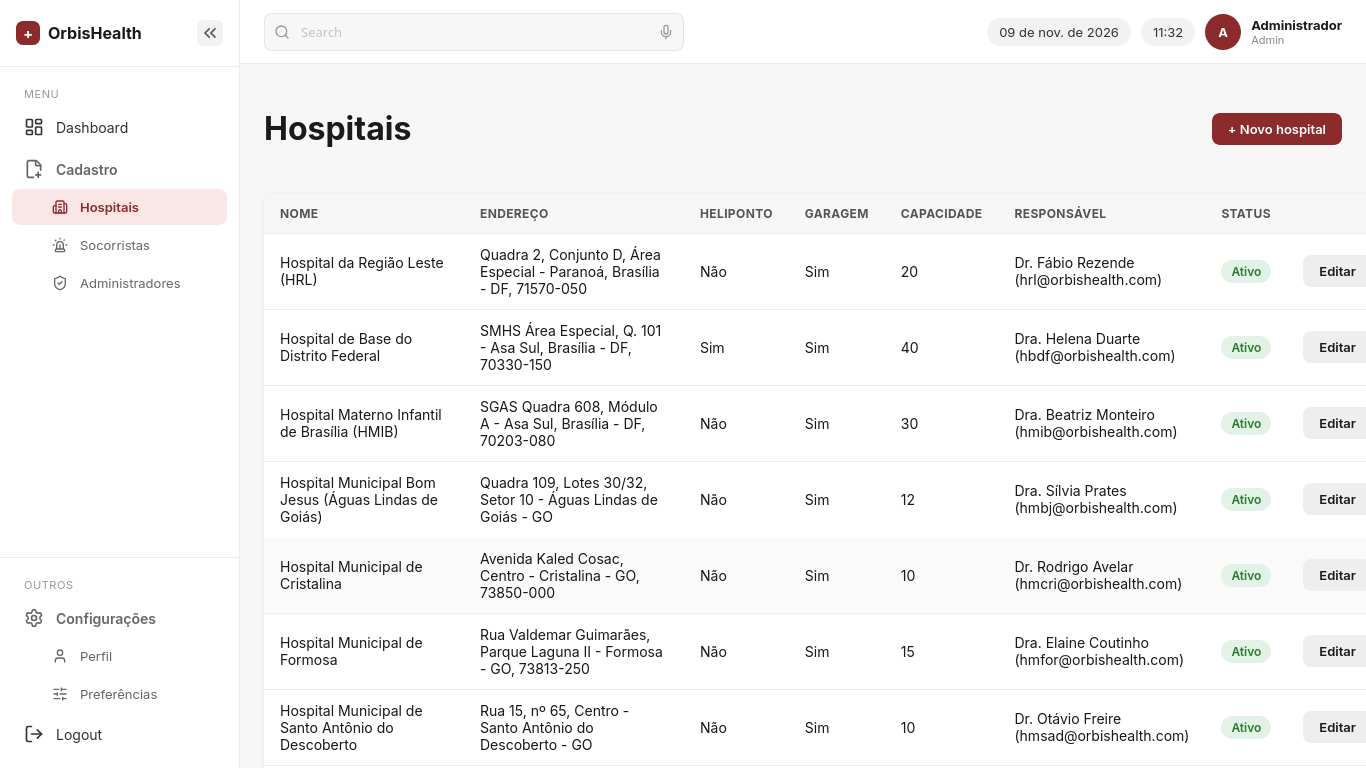 + OrbisHealth
Search
09 de nov. de 2026
11:32
A
Administrador
Admin
MENU
Dashboard
Cadastro
Hospitais
Socorristas
Administradores
OUTROS
Configurações
Perfil
Preferências
Logout
Hospitais
+ Novo hospital
NOME ENDEREÇO HELIPONTO GARAGEM CAPACIDADE RESPONSÁVEL STATUS
Hospital da Região Leste
(HRL)
Quadra 2, Conjunto D, Área
Especial - Paranoá, Brasília
- DF, 71570-050
Não
Sim
20
Dr. Fábio Rezende
(hrl@orbishealth.com)
Ativo
Editar
Hospital de Base do
Distrito Federal
SMHS Área Especial, Q. 101
- Asa Sul, Brasília - DF,
70330-150
Sim
Sim
40
Dra. Helena Duarte
(hbdf@orbishealth.com)
Ativo
Editar
Hospital Materno Infantil
de Brasília (HMIB)
SGAS Quadra 608, Módulo
A - Asa Sul, Brasília - DF,
70203-080
Não
Sim
30
Dra. Beatriz Monteiro
(hmib@orbishealth.com)
Ativo
Editar
Hospital Municipal Bom
Jesus (Águas Lindas de
Goiás)
Quadra 109, Lotes 30/32,
Setor 10 - Águas Lindas de
Goiás - GO
Não
Sim
12
Dra. Sílvia Prates
(hmbj@orbishealth.com)
Ativo
Editar
Hospital Municipal de
Cristalina
Avenida Kaled Cosac,
Centro - Cristalina - GO,
73850-000
Não
Sim
10
Dr. Rodrigo Avelar
(hmcri@orbishealth.com)
Ativo
Editar
Hospital Municipal de
Formosa
Rua Valdemar Guimarães,
Parque Laguna II - Formosa
- GO, 73813-250
Não
Sim
15
Dra. Elaine Coutinho
(hmfor@orbishealth.com)
Ativo
Editar
Hospital Municipal de
Santo Antônio do
Descoberto
Rua 15, nº 65, Centro -
Santo Antônio do
Descoberto - GO
Não
Sim
10
Dr. Otávio Freire
(hmsad@orbishealth.com)
Ativo
Editar